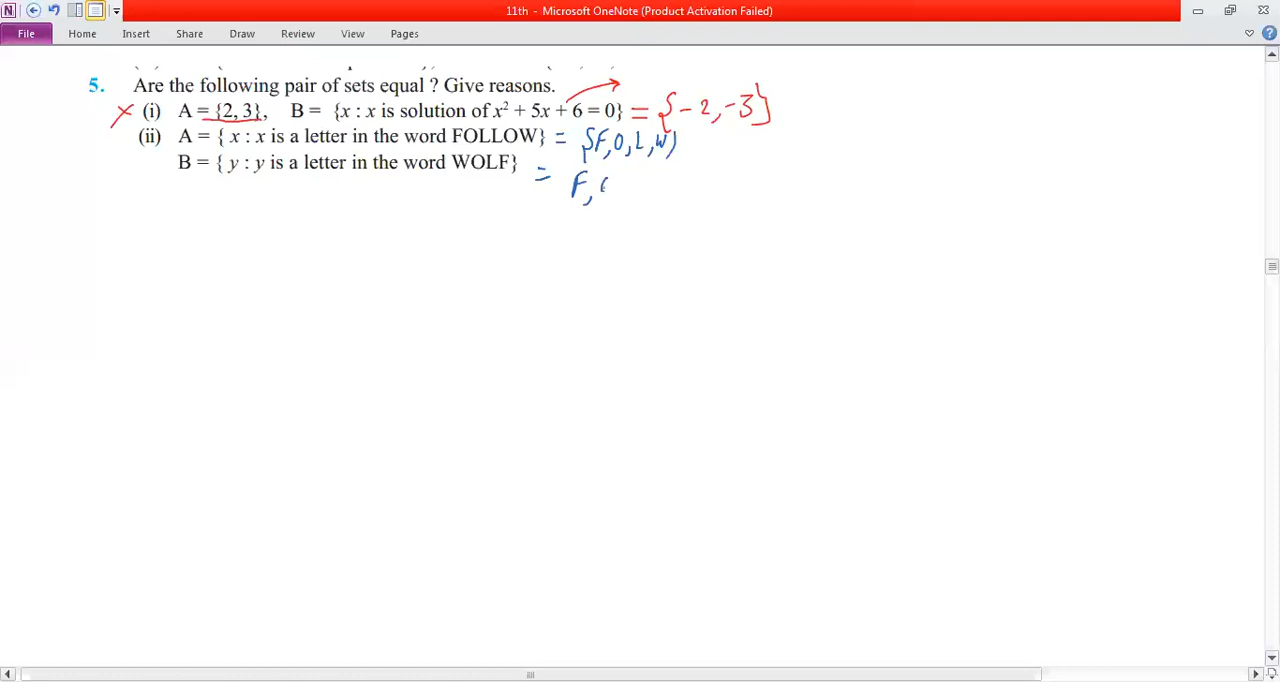 11th - Microsoft OneNote (Product Activation Failed)
File Home Insert Share Draw Review View Pages
5. Are the following pair of sets equal ? Give reasons.
(i) A = {2, 3}, B = {x : x is solution of x² + 5x + 6 = 0} = {-2, -3}
(ii) A = { x : x is a letter in the word FOLLOW} = {F, O, L, W}
B = { y : y is a letter in the word WOLF} = F,